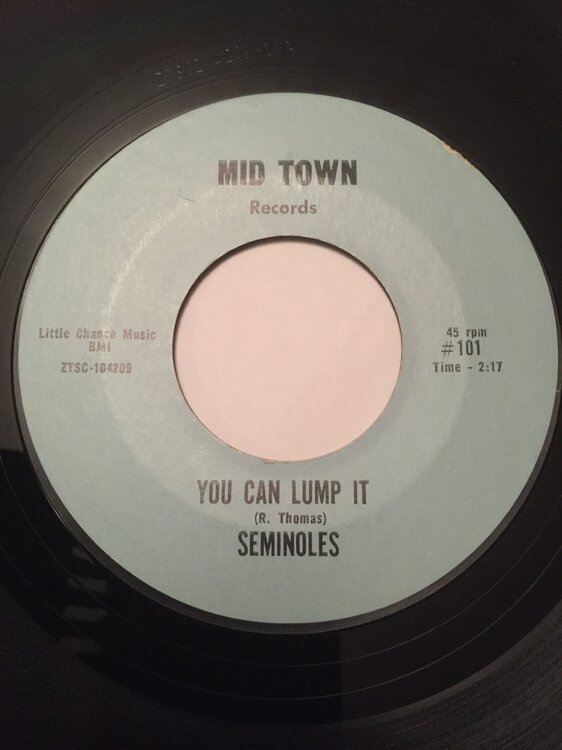 MID TOWN
Records
Little Chance Music
BMI
ZTSC-104209
45 rpm
#101
Time - 2:17
YOU CAN LUMP IT
(R. Thomas)
SEMINOLES